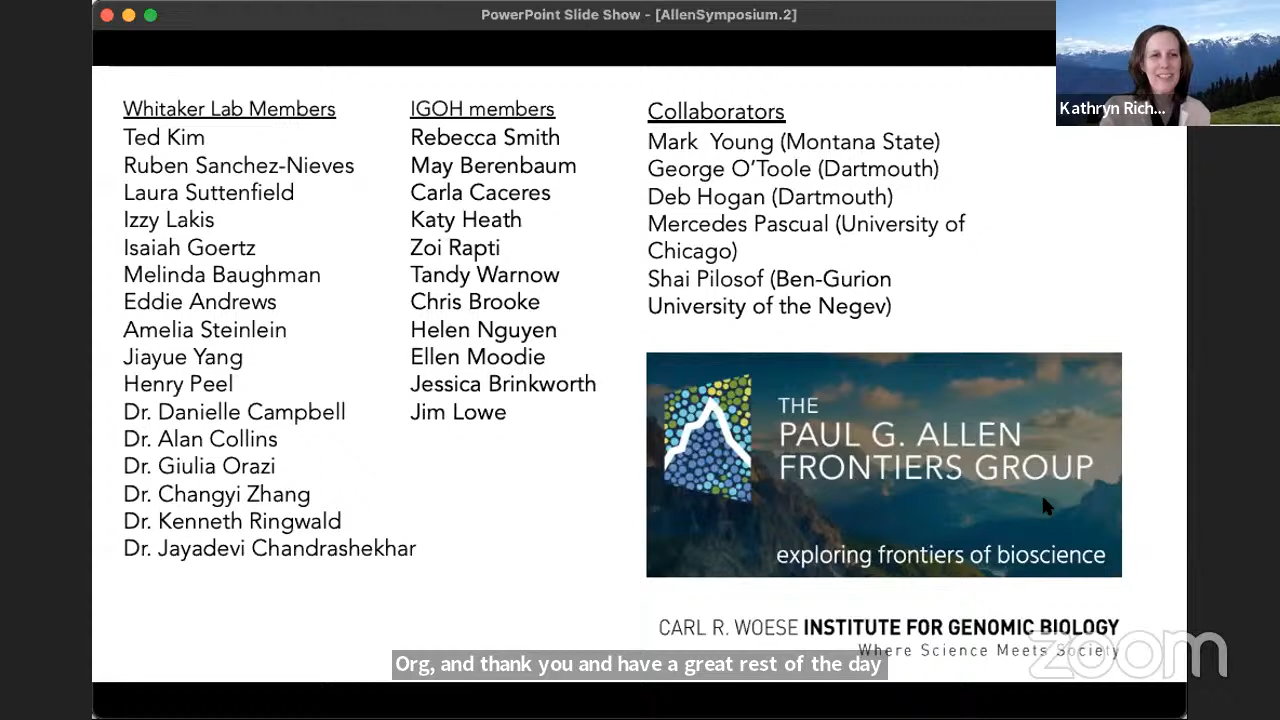 PowerPoint Slide Show - [AllenSymposium.2]
Kathryn Rich...
Whitaker Lab Members
Ted Kim
Ruben Sanchez-Nieves
Laura Suttenfield
Izzy Lakis
Isaiah Goertz
Melinda Baughman
Eddie Andrews
Amelia Steinlein
Jiayue Yang
Henry Peel
Dr. Danielle Campbell
Dr. Alan Collins
Dr. Giulia Orazi
Dr. Changyi Zhang
Dr. Kenneth Ringwald
Dr. Jayadevi Chandrashekhar
IGOH members
Rebecca Smith
May Berenbaum
Carla Caceres
Katy Heath
Zoi Rapti
Tandy Warnow
Chris Brooke
Helen Nguyen
Ellen Moodie
Jessica Brinkworth
Jim Lowe
Collaborators
Mark Young (Montana State)
George O'Toole (Dartmouth)
Deb Hogan (Dartmouth)
Mercedes Pascual (University of
Chicago)
Shai Pilosof (Ben-Gurion
University of the Negev)
THE
PAUL G. ALLEN
FRONTIERS GROUP
exploring frontiers of bioscience
CARL R. WOESE INSTITUTE FOR GENOMIC BIOLOGY
Where Science Meets Society
zoom
Org, and thank you and have a great rest of the day